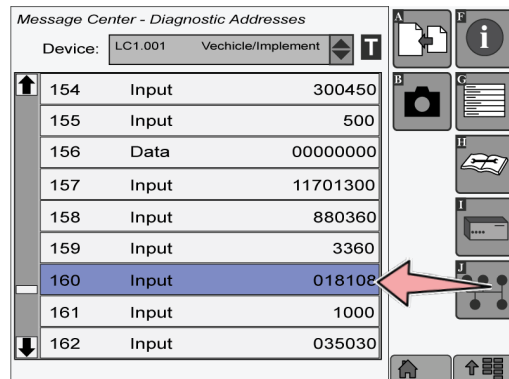 Message Center - Diagnostic Addresses
Device: LC1.001 Vechicle/Implement T
154 Input 300450
155 Input 500
156 Data 00000000
157 Input 11701300
158 Input 880360
159 Input 3360
160 Input 018108
161 Input 1000
162 Input 035030
A
F
i
B
G
H
I
J